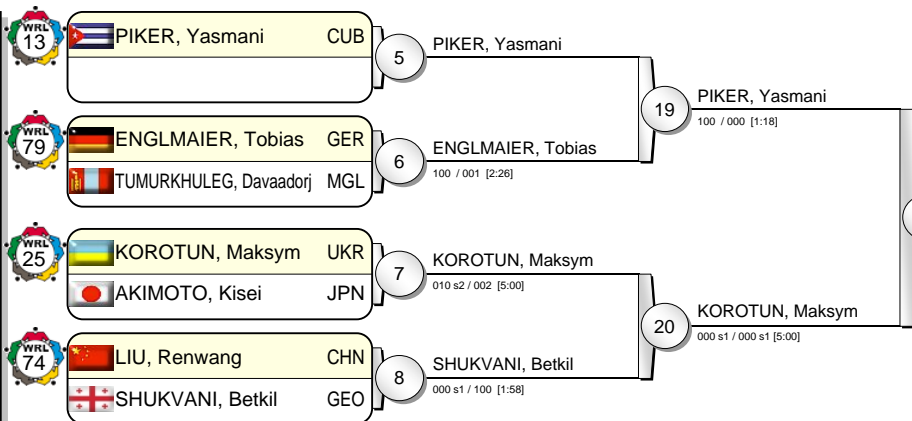 WRL
13
PIKER, Yasmani CUB
5
PIKER, Yasmani
19
PIKER, Yasmani
100 / 000 [1:18]
WRL
79
ENGLMAIER, Tobias GER
TUMURKHULEG, Davaadorj MGL
6
ENGLMAIER, Tobias
100 / 001 [2:26]
WRL
25
KOROTUN, Maksym UKR
AKIMOTO, Kisei JPN
7
KOROTUN, Maksym
010 s2 / 002 [5:00]
20
KOROTUN, Maksym
000 s1 / 000 s1 [5:00]
WRL
74
LIU, Renwang CHN
SHUKVANI, Betkil GEO
8
SHUKVANI, Betkil
000 s1 / 100 [1:58]